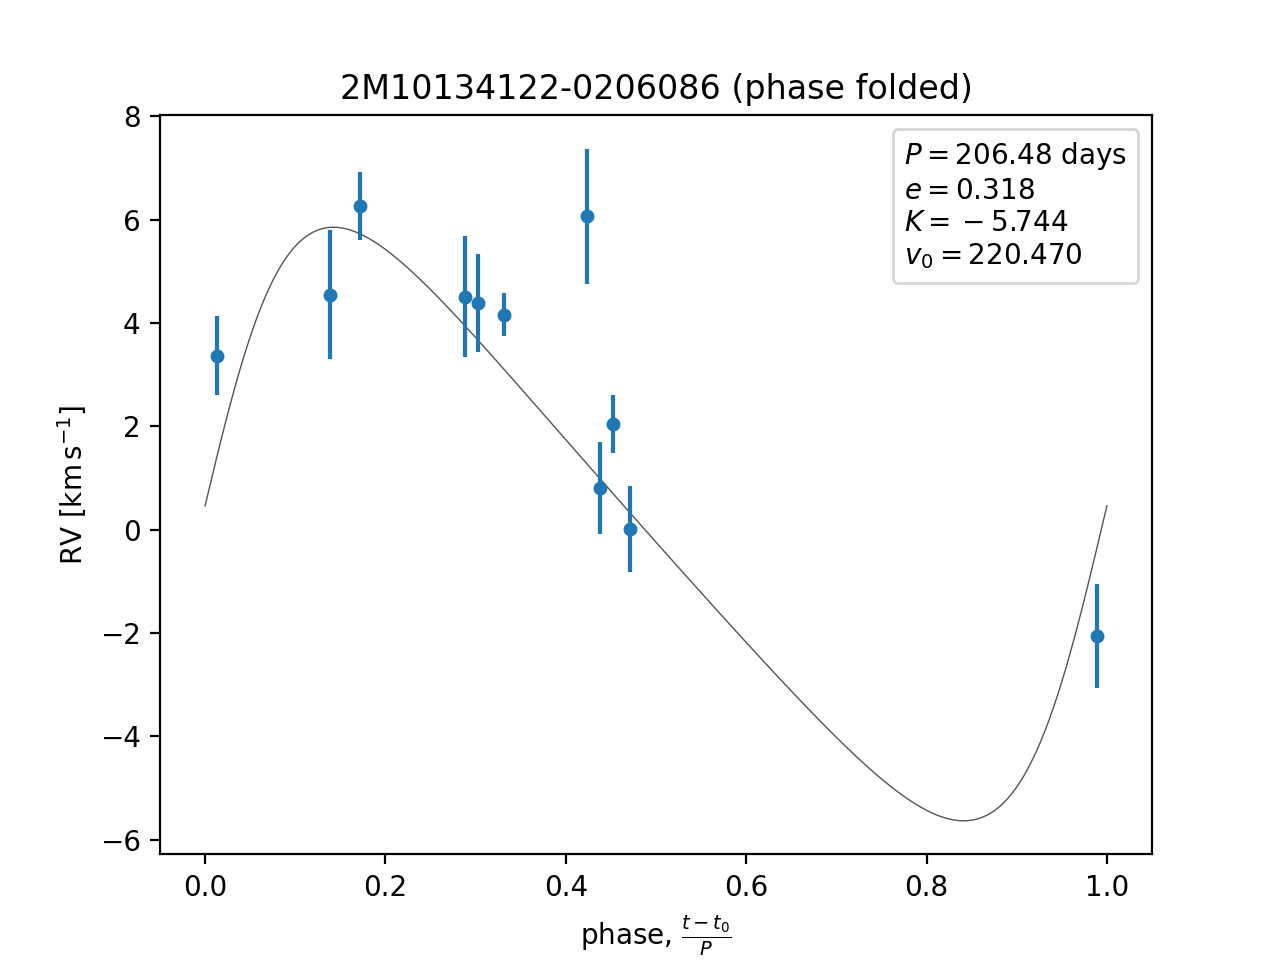 2M10134122-0206086 (phase folded)
P = 206.48 days
e = 0.318
K = −5.744
v₀ = 220.470
RV [km s⁻¹]
8
6
4
2
0
−2
−4
−6
0.0 0.2 0.4 0.6 0.8 1.0
phase, (t − t₀)/P